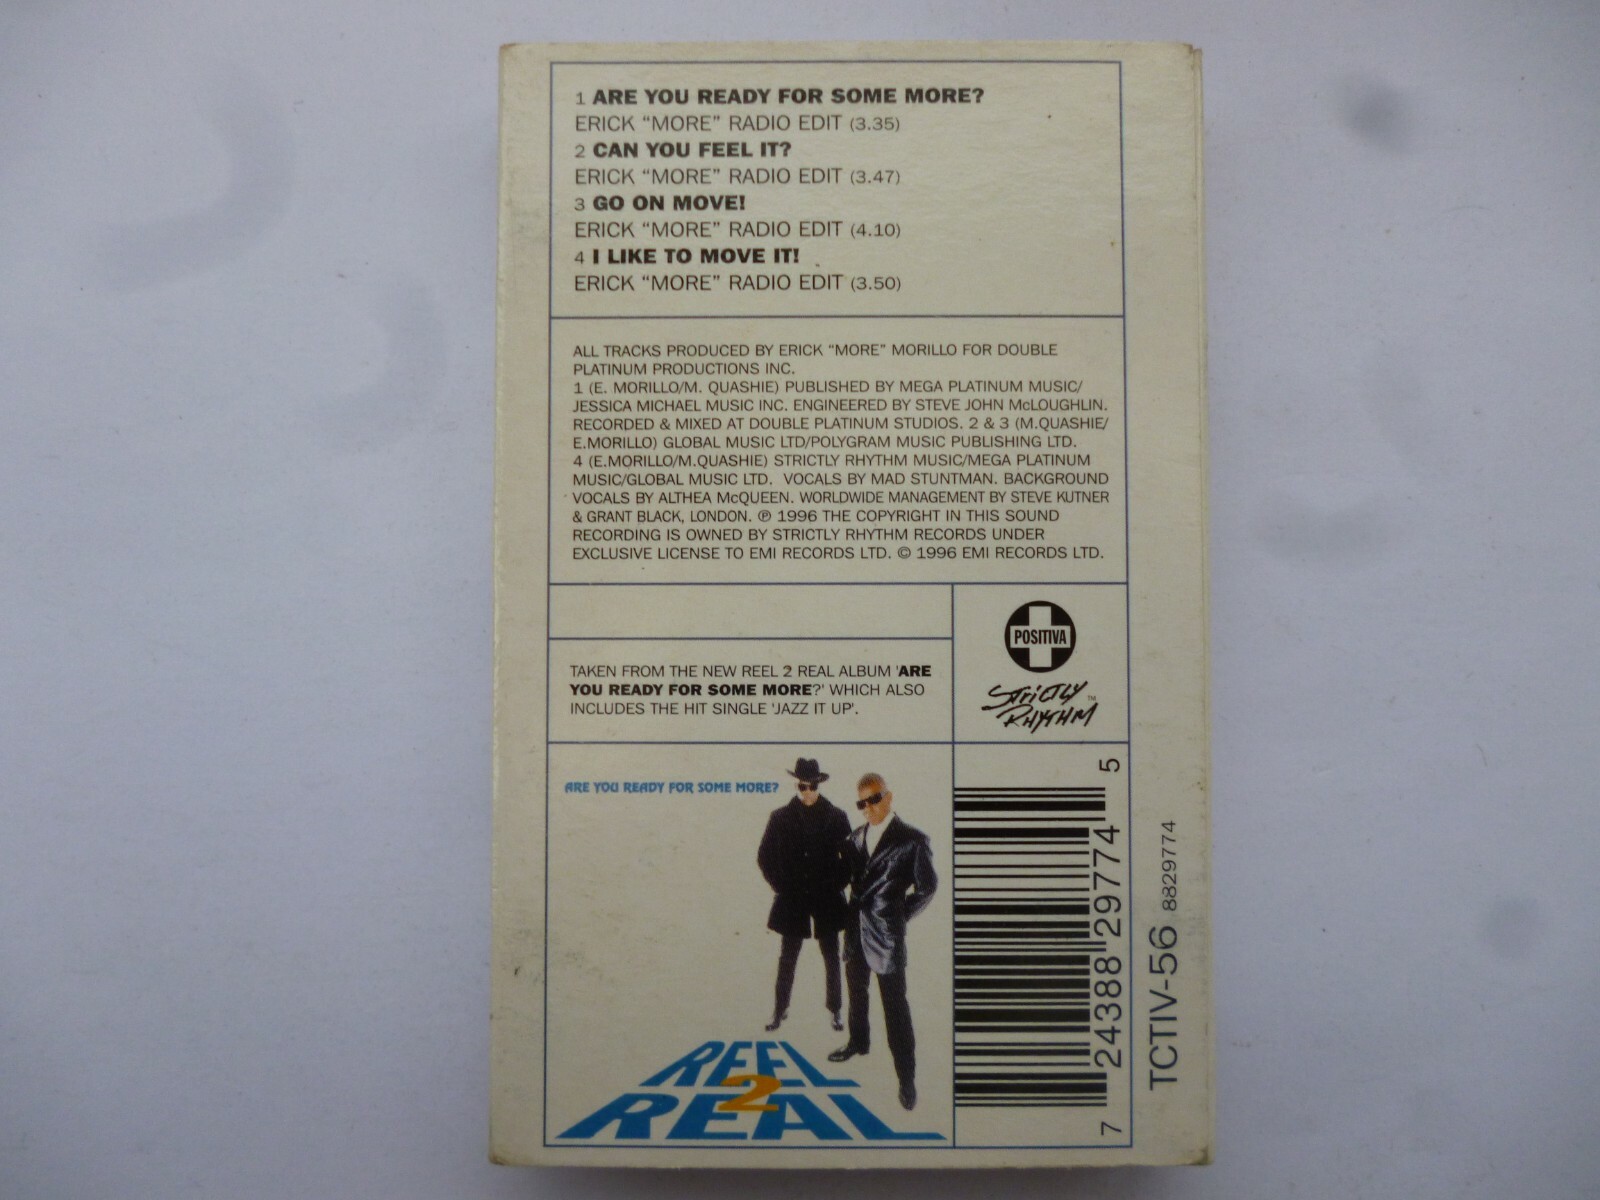 1 ARE YOU READY FOR SOME MORE?
ERICK “MORE” RADIO EDIT (3.35)
2 CAN YOU FEEL IT?
ERICK “MORE” RADIO EDIT (3.47)
3 GO ON MOVE!
ERICK “MORE” RADIO EDIT (4.10)
4 I LIKE TO MOVE IT!
ERICK “MORE” RADIO EDIT (3.50)
ALL TRACKS PRODUCED BY ERICK “MORE” MORILLO FOR DOUBLE
PLATINUM PRODUCTIONS INC.
1 (E. MORILLO/M. QUASHIE) PUBLISHED BY MEGA PLATINUM MUSIC/
JESSICA MICHAEL MUSIC INC. ENGINEERED BY STEVE JOHN McLOUGHLIN.
RECORDED & MIXED AT DOUBLE PLATINUM STUDIOS. 2 & 3 (M.QUASHIE/
E.MORILLO) GLOBAL MUSIC LTD/POLYGRAM MUSIC PUBLISHING LTD.
4 (E.MORILLO/M.QUASHIE) STRICTLY RHYTHM MUSIC/MEGA PLATINUM
MUSIC/GLOBAL MUSIC LTD. VOCALS BY MAD STUNTMAN. BACKGROUND
VOCALS BY ALTHEA McQUEEN. WORLDWIDE MANAGEMENT BY STEVE KUTNER
& GRANT BLACK, LONDON. ℗ 1996 THE COPYRIGHT IN THIS SOUND
RECORDING IS OWNED BY STRICTLY RHYTHM RECORDS UNDER
EXCLUSIVE LICENSE TO EMI RECORDS LTD. © 1996 EMI RECORDS LTD.
POSITIVA
STRICTLY RHYTHM™
TAKEN FROM THE NEW REEL 2 REAL ALBUM 'ARE
YOU READY FOR SOME MORE?' WHICH ALSO
INCLUDES THE HIT SINGLE 'JAZZ IT UP'.
ARE YOU READY FOR SOME MORE?
REEL
2
REAL
7 24388 29774 5
TCTIV-56 8829774